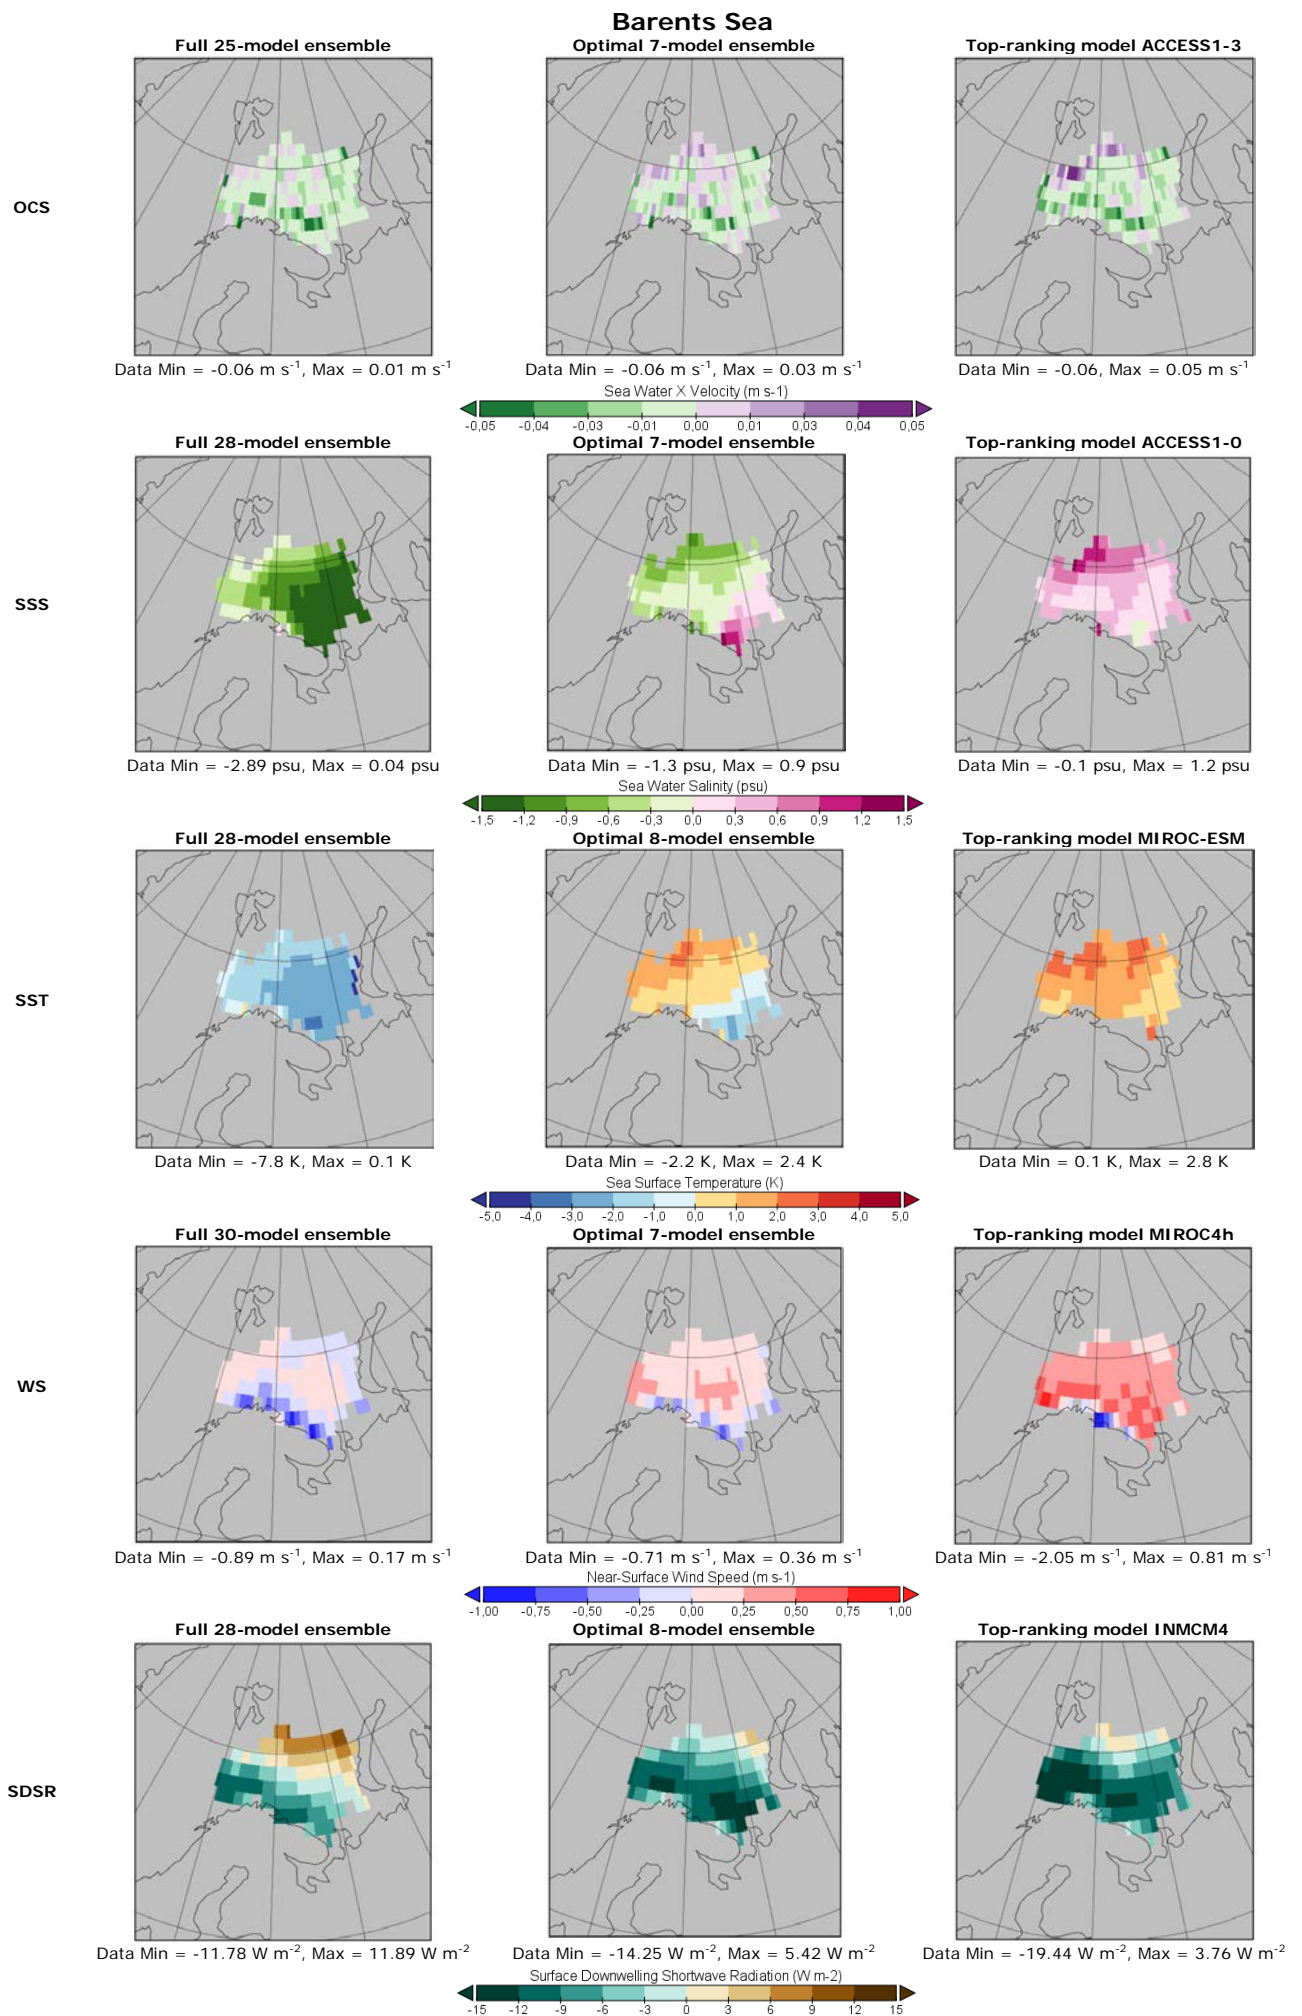 Barents Sea
Full 25-model ensemble Optimal 7-model ensemble Top-ranking model ACCESS1-3
OCS
Data Min = -0.06 m s-1, Max = 0.01 m s-1 Data Min = -0.06 m s-1, Max = 0.03 m s-1 Data Min = -0.06, Max = 0.05 m s-1
Sea Water X Velocity (m s-1)
-0,05 -0,04 -0,03 -0,01 0,00 0,01 0,03 0,04 0,05
Full 28-model ensemble Optimal 7-model ensemble Top-ranking model ACCESS1-0
SSS
Data Min = -2.89 psu, Max = 0.04 psu Data Min = -1.3 psu, Max = 0.9 psu Data Min = -0.1 psu, Max = 1.2 psu
Sea Water Salinity (psu)
-1,5 -1,2 -0,9 -0,6 -0,3 0,0 0,3 0,6 0,9 1,2 1,5
Full 28-model ensemble Optimal 8-model ensemble Top-ranking model MIROC-ESM
SST
Data Min = -7.8 K, Max = 0.1 K Data Min = -2.2 K, Max = 2.4 K Data Min = 0.1 K, Max = 2.8 K
Sea Surface Temperature (K)
-5,0 -4,0 -3,0 -2,0 -1,0 0,0 1,0 2,0 3,0 4,0 5,0
Full 30-model ensemble Optimal 7-model ensemble Top-ranking model MIROC4h
WS
Data Min = -0.89 m s-1, Max = 0.17 m s-1 Data Min = -0.71 m s-1, Max = 0.36 m s-1 Data Min = -2.05 m s-1, Max = 0.81 m s-1
Near-Surface Wind Speed (m s-1)
-1,00 -0,75 -0,50 -0,25 0,00 0,25 0,50 0,75 1,00
Full 28-model ensemble Optimal 8-model ensemble Top-ranking model INMCM4
SDSR
Data Min = -11.78 W m-2, Max = 11.89 W m-2 Data Min = -14.25 W m-2, Max = 5.42 W m-2 Data Min = -19.44 W m-2, Max = 3.76 W m-2
Surface Downwelling Shortwave Radiation (W m-2)
-15 -12 -9 -6 -3 0 3 6 9 12 15